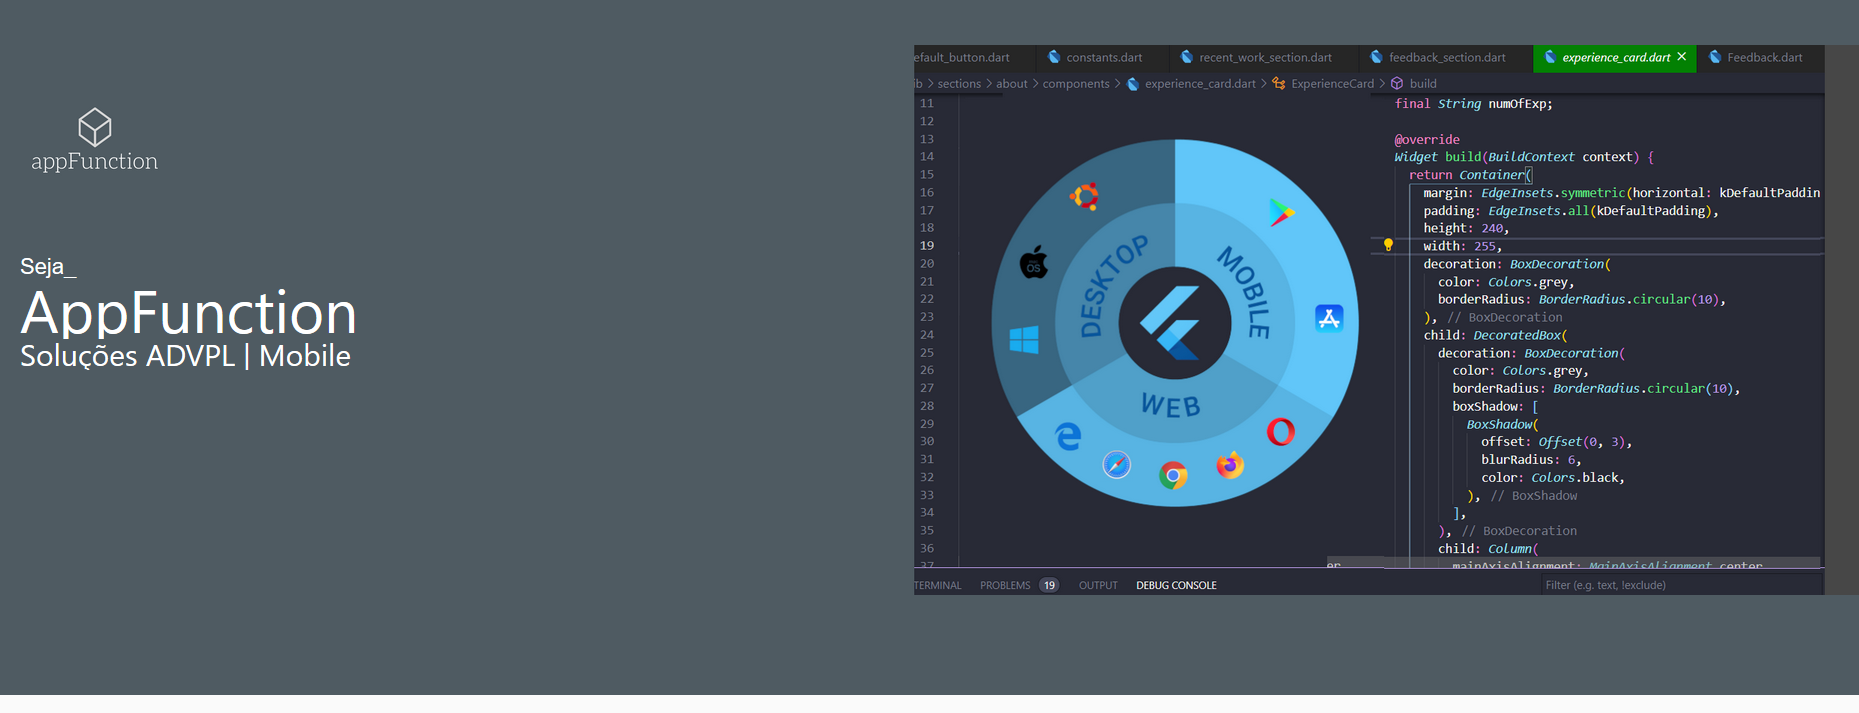 appFunction
Seja_
AppFunction
Soluções ADVPL | Mobile
efault_button.dart constants.dart recent_work_section.dart feedback_section.dart experience_card.dart Feedback.dart
ib > sections > about > components > experience_card.dart > ExperienceCard > build
11 final String numOfExp;
12
13 @override
14 Widget build(BuildContext context) {
15 return Container(
16 margin: EdgeInsets.symmetric(horizontal: kDefaultPaddin
17 padding: EdgeInsets.all(kDefaultPadding),
18 height: 240,
19 width: 255,
20 decoration: BoxDecoration(
21 color: Colors.grey,
22 borderRadius: BorderRadius.circular(10),
23 ), // BoxDecoration
24 child: DecoratedBox(
25 decoration: BoxDecoration(
26 color: Colors.grey,
27 borderRadius: BorderRadius.circular(10),
28 boxShadow: [
29 BoxShadow(
30 offset: Offset(0, 3),
31 blurRadius: 6,
32 color: Colors.black,
33 ), // BoxShadow
34 ],
35 ), // BoxDecoration
36 child: Column(
37 mainAxisAlignment: MainAxisAlignment.center
er
DESKTOP
MOBILE
WEB
OS
TERMINAL PROBLEMS 19 OUTPUT DEBUG CONSOLE Filter (e.g. text, !exclude)